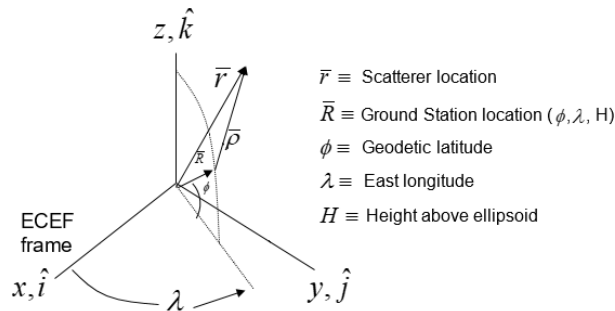 z, k̂
r̄
R̄
ϕ
ρ̄
ECEF
frame
x, î
λ
y, ĵ
r̄ ≡ Scatterer location
R̄ ≡ Ground Station location (ϕ, λ, H)
ϕ ≡ Geodetic latitude
λ ≡ East longitude
H ≡ Height above ellipsoid